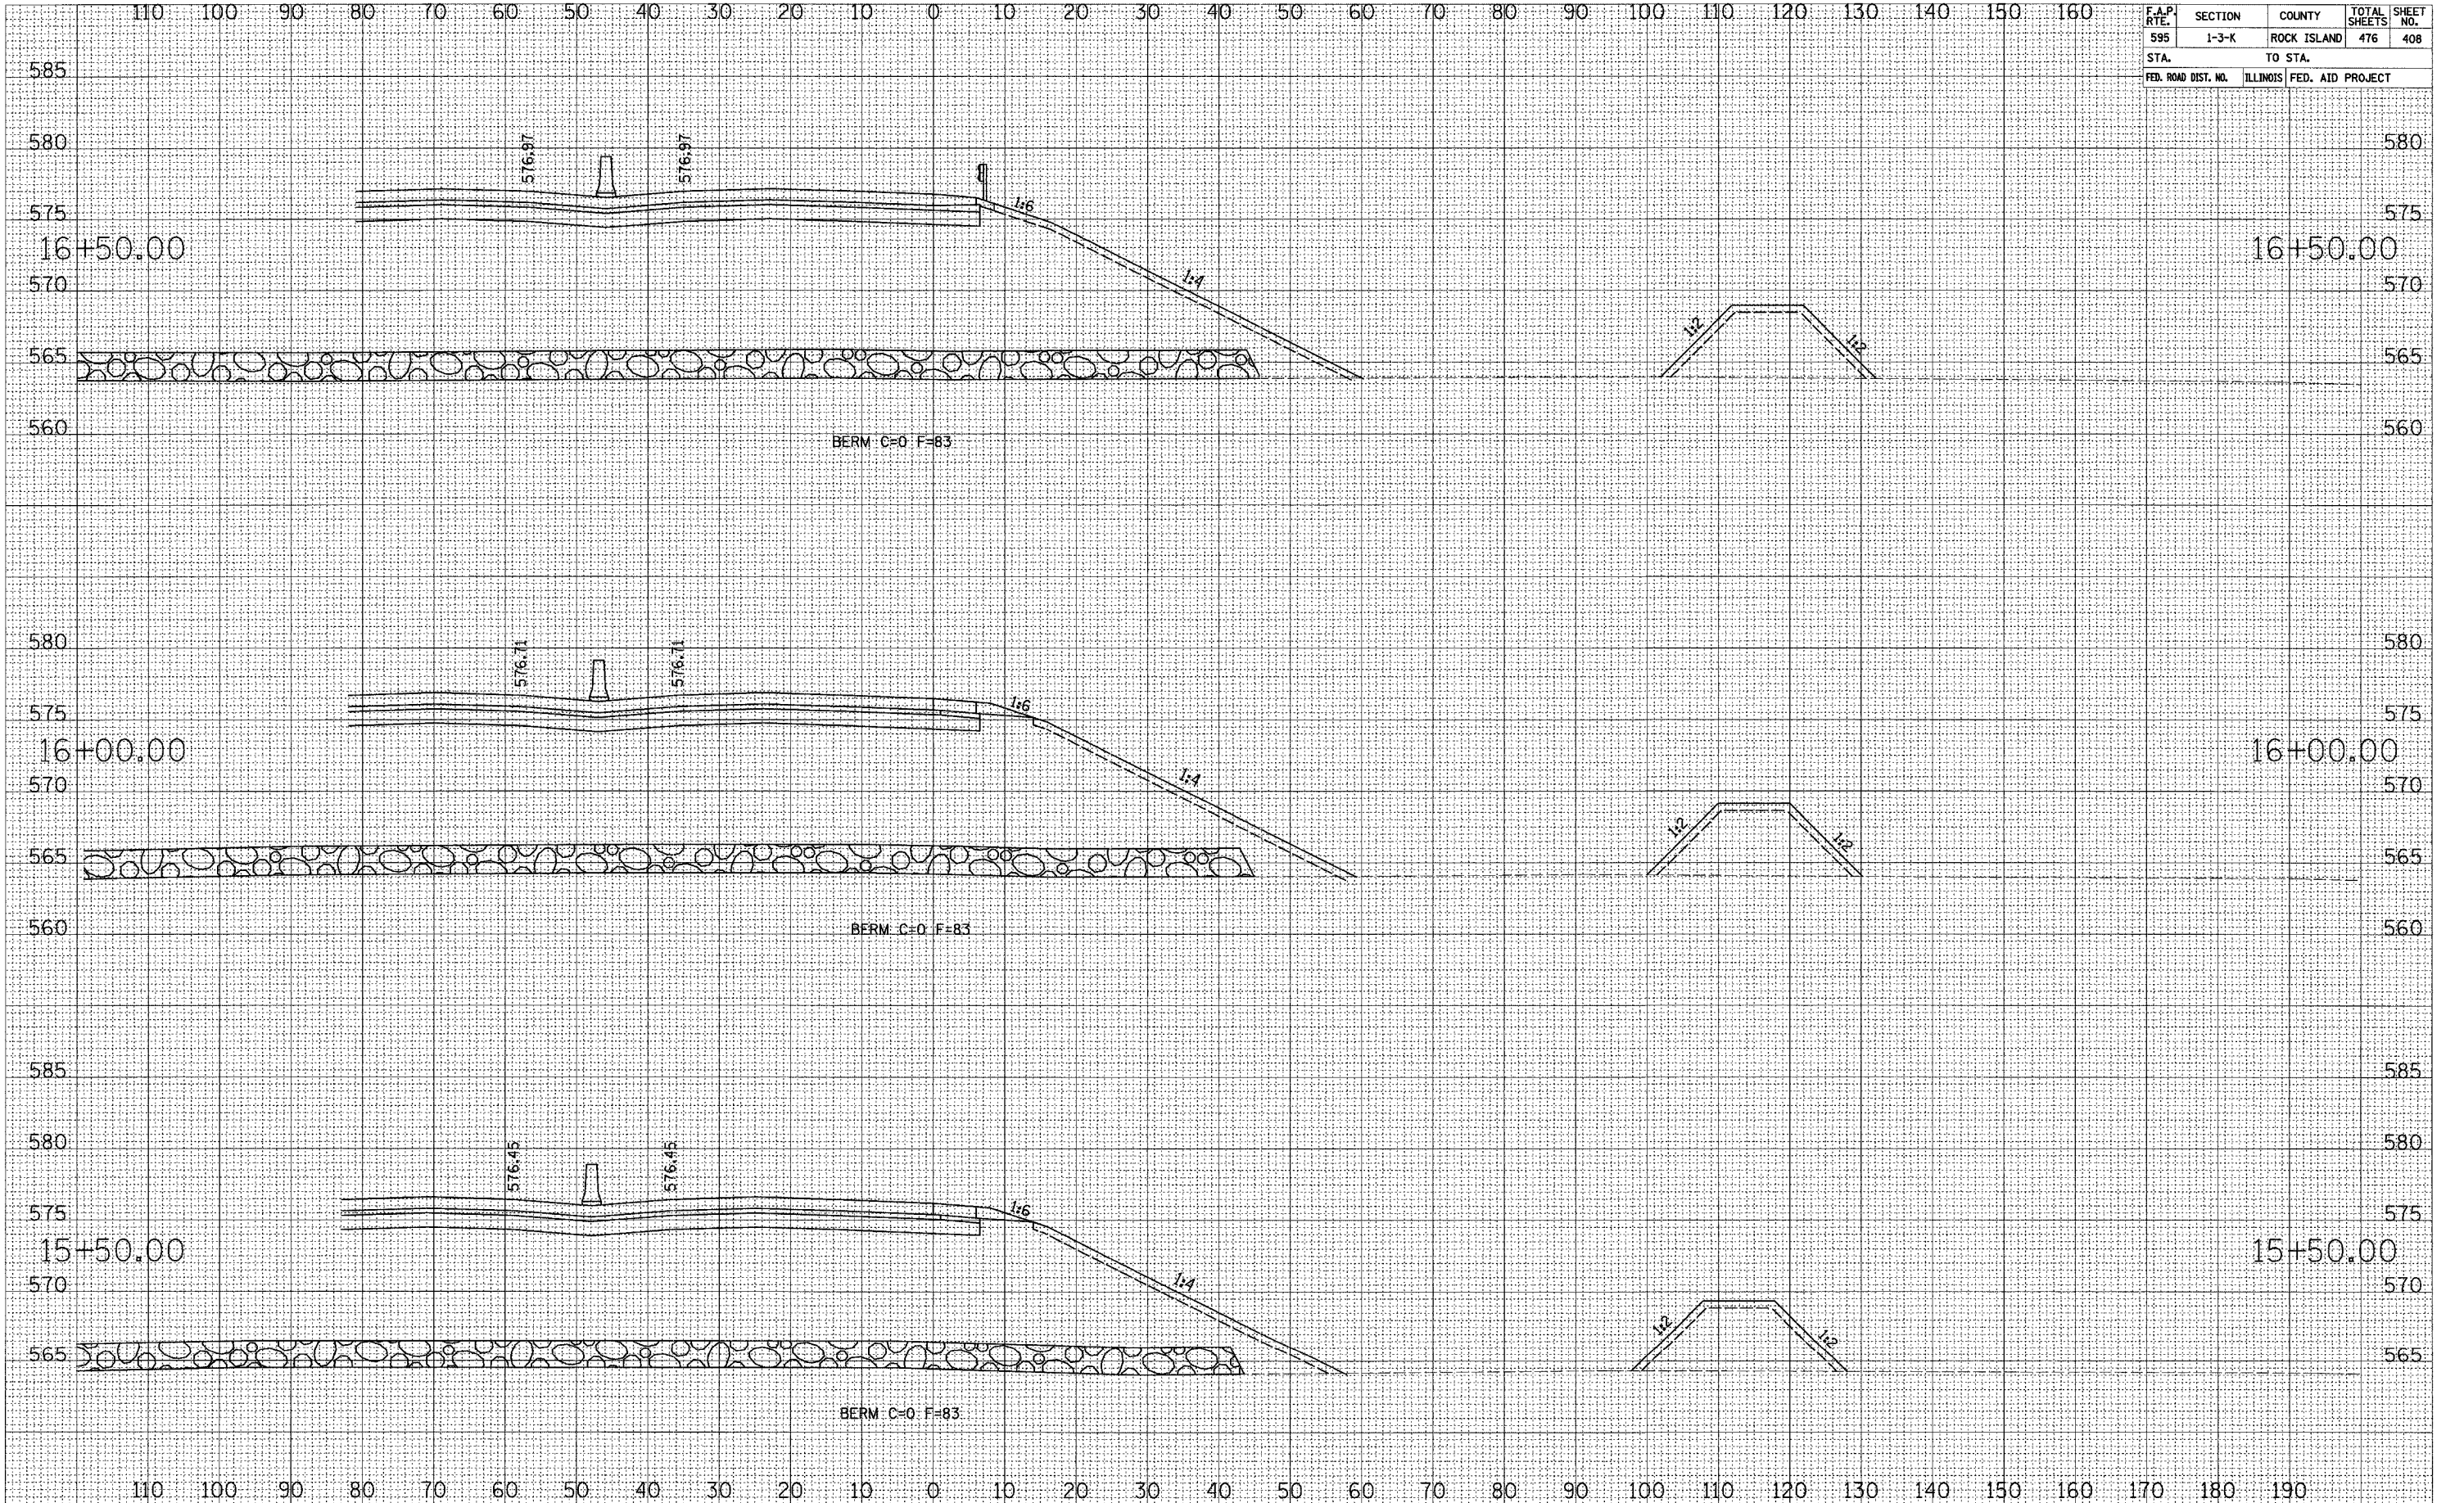 110 100 90 80 70 60 50 40 30 20 10 0 10 20 30 40 50 60 70 80 90 100 110 120 130 140 150 160
F.A.P. RTE. SECTION COUNTY TOTAL SHEETS SHEET NO.
595 1-3-K ROCK ISLAND 476 408
STA. TO STA.
FED. ROAD DIST. NO. ILLINOIS FED. AID PROJECT
585
580 576.97 576.97 580
575 1:6 575
16+50.00 16+50.00
570 1:4 570
1:2 1:2
565 565
560 560
BERM C=0 F=83
580 576.71 576.71 580
575 1:6 575
16+00.00 16+00.00
570 1:4 570
1:2 1:2
565 565
560 560
BERM C=0 F=83
585 585
580 576.45 576.45 580
575 1:6 575
15+50.00 15+50.00
570 1:4 570
1:2 1:2
565 565
BERM C=0 F=83
110 100 90 80 70 60 50 40 30 20 10 0 10 20 30 40 50 60 70 80 90 100 110 120 130 140 150 160 170 180 190